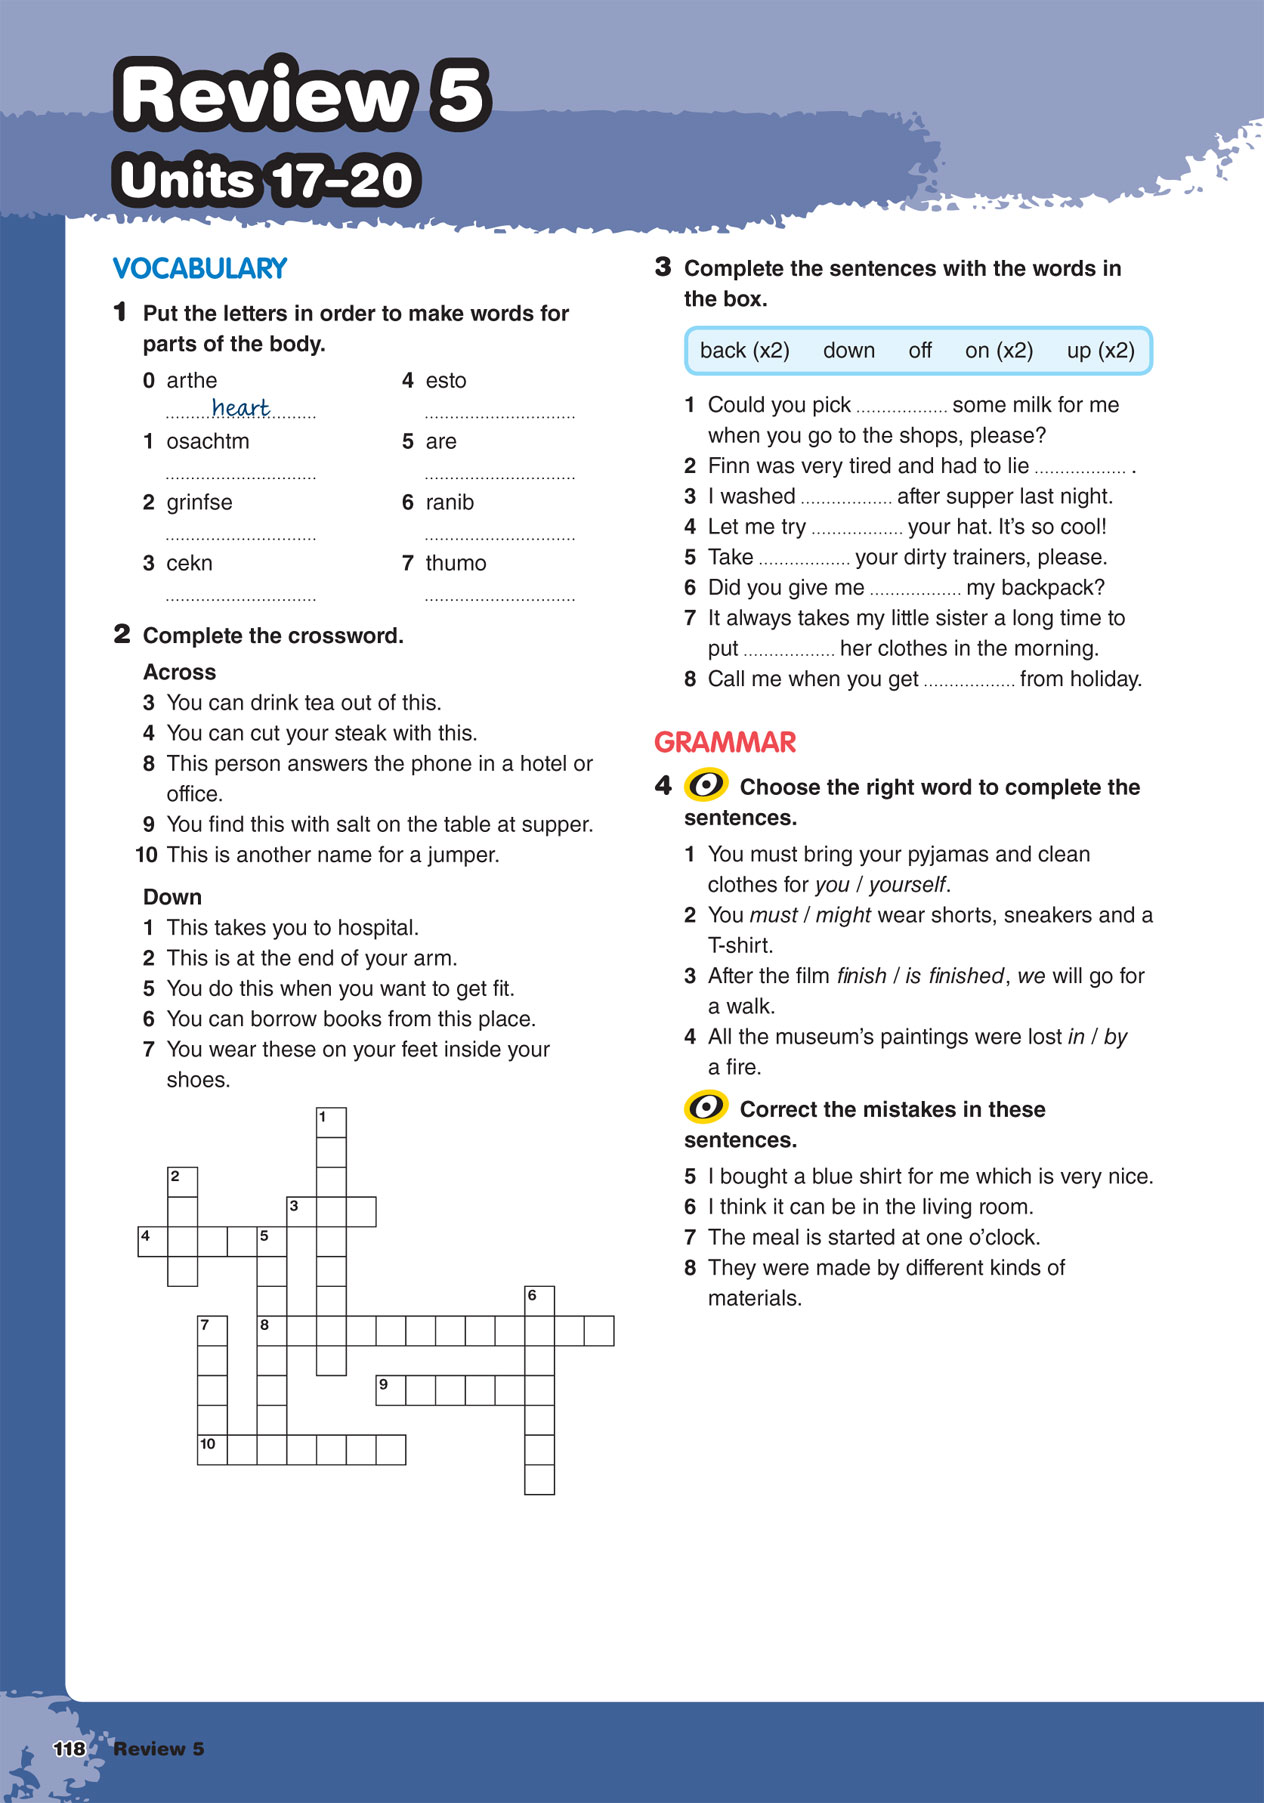 Review 5
Units 17–20
VOCABULARY
1 Put the letters in order to make words for
parts of the body.
0 arthe
heart
1 osachtm
2 grinfse
3 cekn
4 esto
5 are
6 ranib
7 thumo
2 Complete the crossword.
Across
3 You can drink tea out of this.
4 You can cut your steak with this.
8 This person answers the phone in a hotel or
office.
9 You find this with salt on the table at supper.
10 This is another name for a jumper.
Down
1 This takes you to hospital.
2 This is at the end of your arm.
5 You do this when you want to get fit.
6 You can borrow books from this place.
7 You wear these on your feet inside your
shoes.
1
2
3
4 5
6
7 8
9
10
3 Complete the sentences with the words in
the box.
back (x2) down off on (x2) up (x2)
1 Could you pick .................. some milk for me
when you go to the shops, please?
2 Finn was very tired and had to lie .................. .
3 I washed .................. after supper last night.
4 Let me try .................. your hat. It’s so cool!
5 Take .................. your dirty trainers, please.
6 Did you give me .................. my backpack?
7 It always takes my little sister a long time to
put .................. her clothes in the morning.
8 Call me when you get .................. from holiday.
GRAMMAR
4 Choose the right word to complete the
sentences.
1 You must bring your pyjamas and clean
clothes for you / yourself.
2 You must / might wear shorts, sneakers and a
T-shirt.
3 After the film finish / is finished, we will go for
a walk.
4 All the museum’s paintings were lost in / by
a fire.
Correct the mistakes in these
sentences.
5 I bought a blue shirt for me which is very nice.
6 I think it can be in the living room.
7 The meal is started at one o’clock.
8 They were made by different kinds of
materials.
118 Review 5